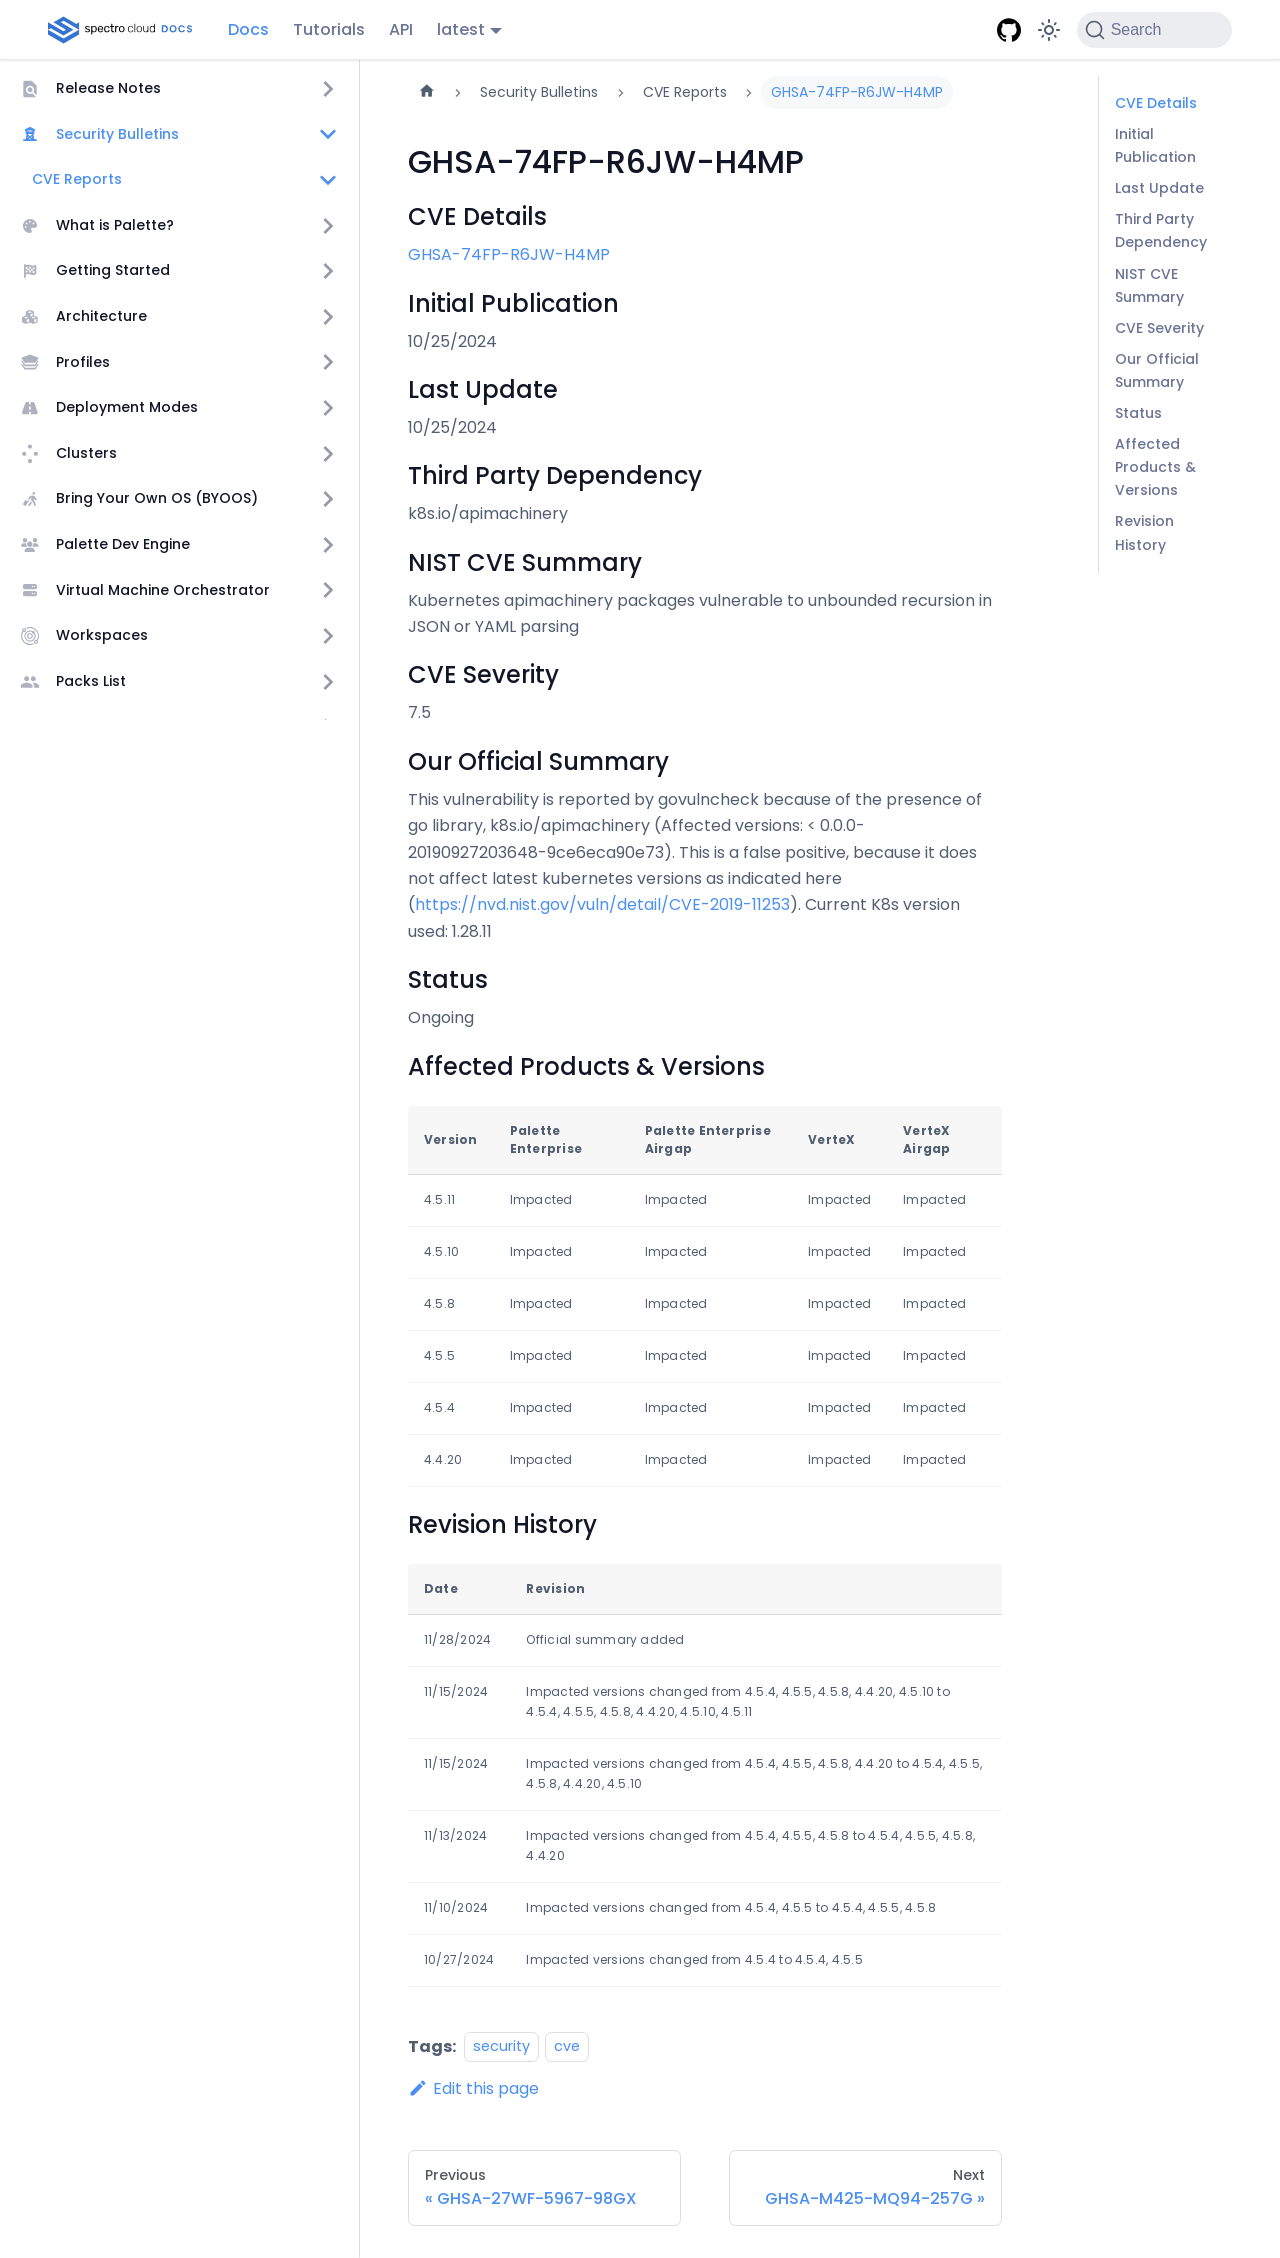 spectro cloud DOCS
Docs
Tutorials
API
latest
Search
Release Notes
Security Bulletins
CVE Reports
What is Palette?
Getting Started
Architecture
Profiles
Deployment Modes
Clusters
Bring Your Own OS (BYOOS)
Palette Dev Engine
Virtual Machine Orchestrator
Workspaces
Packs List
Security Bulletins
CVE Reports
GHSA-74FP-R6JW-H4MP
GHSA-74FP-R6JW-H4MP
CVE Details
GHSA-74FP-R6JW-H4MP
Initial Publication
10/25/2024
Last Update
10/25/2024
Third Party Dependency
k8s.io/apimachinery
NIST CVE Summary
Kubernetes apimachinery packages vulnerable to unbounded recursion in
JSON or YAML parsing
CVE Severity
7.5
Our Official Summary
This vulnerability is reported by govulncheck because of the presence of
go library, k8s.io/apimachinery (Affected versions: < 0.0.0-
20190927203648-9ce6eca90e73). This is a false positive, because it does
not affect latest kubernetes versions as indicated here
(https://nvd.nist.gov/vuln/detail/CVE-2019-11253). Current K8s version
used: 1.28.11
Status
Ongoing
Affected Products & Versions
Version Palette Enterprise Palette Enterprise Airgap VerteX VerteX Airgap
4.5.11 Impacted Impacted Impacted Impacted
4.5.10 Impacted Impacted Impacted Impacted
4.5.8 Impacted Impacted Impacted Impacted
4.5.5 Impacted Impacted Impacted Impacted
4.5.4 Impacted Impacted Impacted Impacted
4.4.20 Impacted Impacted Impacted Impacted
Revision History
Date Revision
11/28/2024 Official summary added
11/15/2024 Impacted versions changed from 4.5.4, 4.5.5, 4.5.8, 4.4.20, 4.5.10 to
4.5.4, 4.5.5, 4.5.8, 4.4.20, 4.5.10, 4.5.11
11/15/2024 Impacted versions changed from 4.5.4, 4.5.5, 4.5.8, 4.4.20 to 4.5.4, 4.5.5,
4.5.8, 4.4.20, 4.5.10
11/13/2024 Impacted versions changed from 4.5.4, 4.5.5, 4.5.8 to 4.5.4, 4.5.5, 4.5.8,
4.4.20
11/10/2024 Impacted versions changed from 4.5.4, 4.5.5 to 4.5.4, 4.5.5, 4.5.8
10/27/2024 Impacted versions changed from 4.5.4 to 4.5.4, 4.5.5
Tags: security cve
Edit this page
Previous
« GHSA-27WF-5967-98GX
Next
GHSA-M425-MQ94-257G »
CVE Details
Initial
Publication
Last Update
Third Party
Dependency
NIST CVE
Summary
CVE Severity
Our Official
Summary
Status
Affected
Products &
Versions
Revision
History